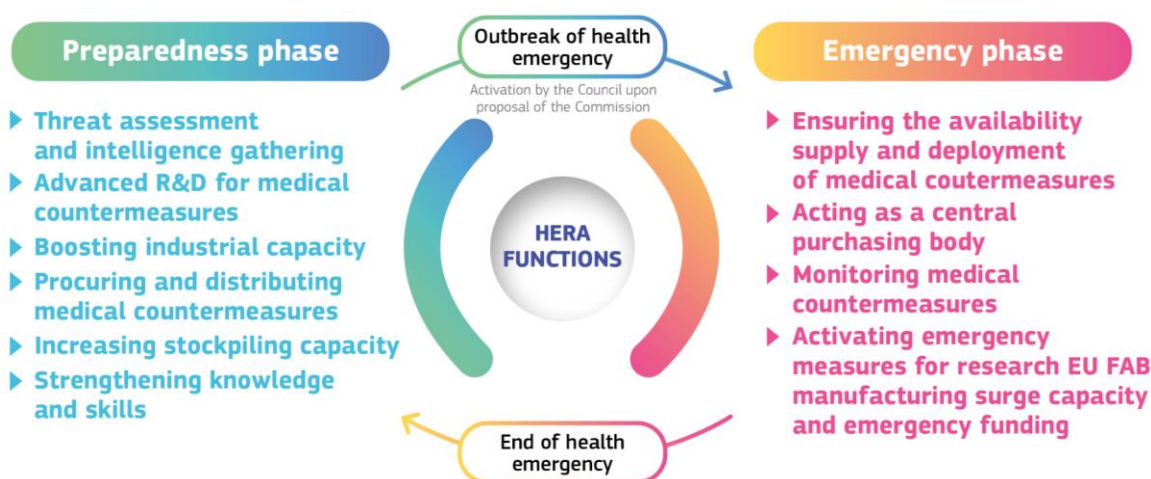 Preparedness phase
Threat assessment
and intelligence gathering
Advanced R&D for medical
countermeasures
Boosting industrial capacity
Procuring and distributing
medical countermeasures
Increasing stockpiling capacity
Strengthening knowledge
and skills
Outbreak of health
emergency
Activation by the Council upon
proposal of the Commission
HERA
FUNCTIONS
End of health
emergency
Emergency phase
Ensuring the availability
supply and deployment
of medical coutermeasures
Acting as a central
purchasing body
Monitoring medical
countermeasures
Activating emergency
measures for research EU FAB
manufacturing surge capacity
and emergency funding